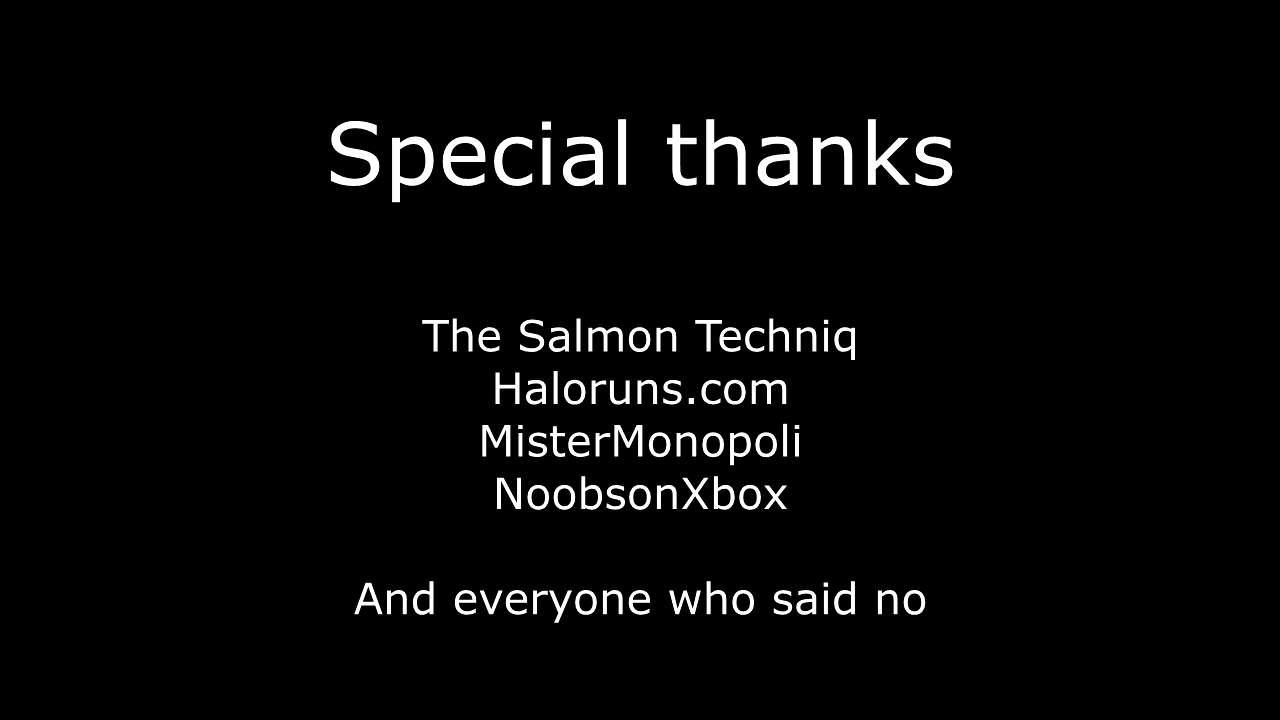 Special thanks
The Salmon Techniq
Haloruns.com
MisterMonopoli
NoobsonXbox
And everyone who said no